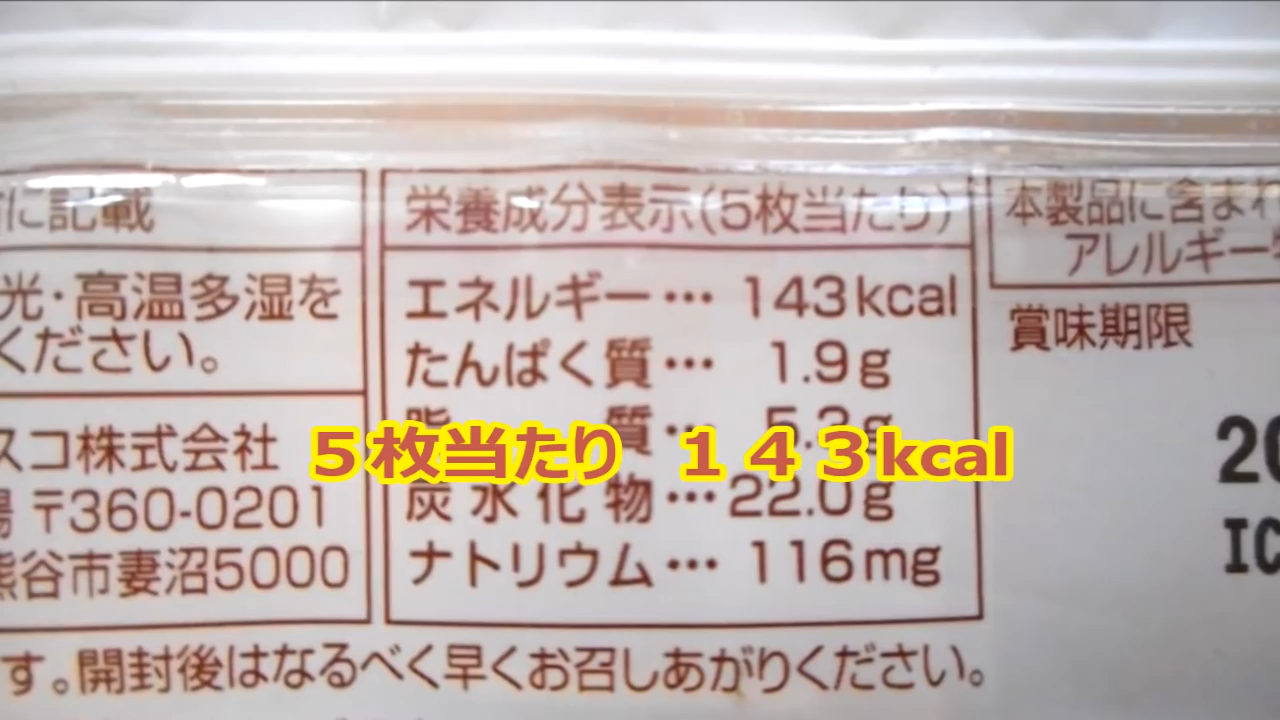 に記載
光・高温多湿を
ください。
スコ株式会社
〒360-0201
熊谷市妻沼5000
す。開封後はなるべく早くお召しあがりください。
栄養成分表示(5枚当たり)
エネルギー… 143kcal
たんぱく質… 1.9g
脂 質… 5.3g
炭水化物…22.0g
ナトリウム… 116mg
5枚当たり 143kcal
本製品に含まれ
アレルギー
賞味期限
20
IC